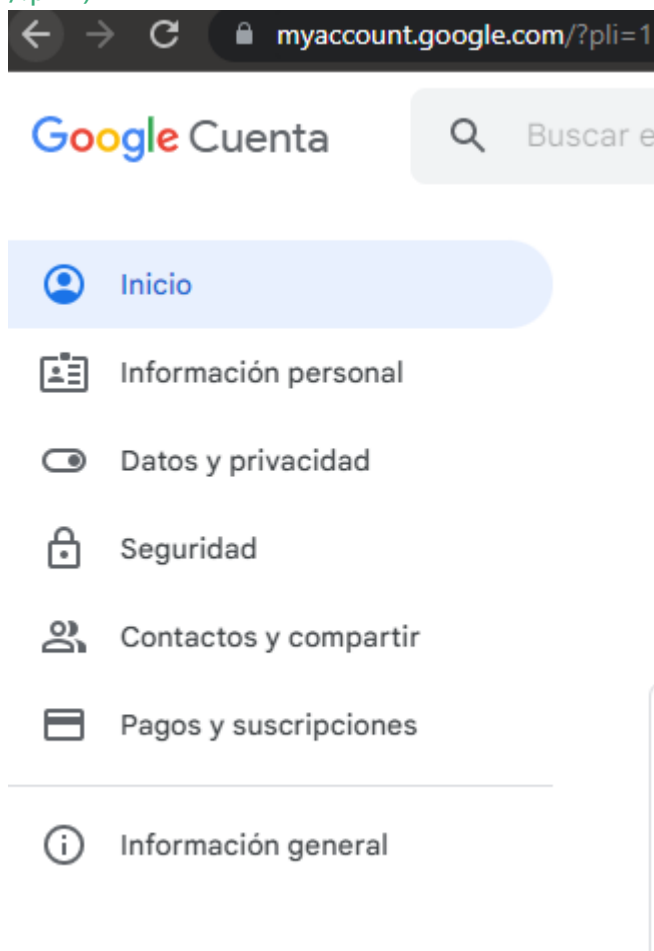 myaccount.google.com/?pli=1
Google Cuenta
Buscar e
Inicio
Información personal
Datos y privacidad
Seguridad
Contactos y compartir
Pagos y suscripciones
Información general